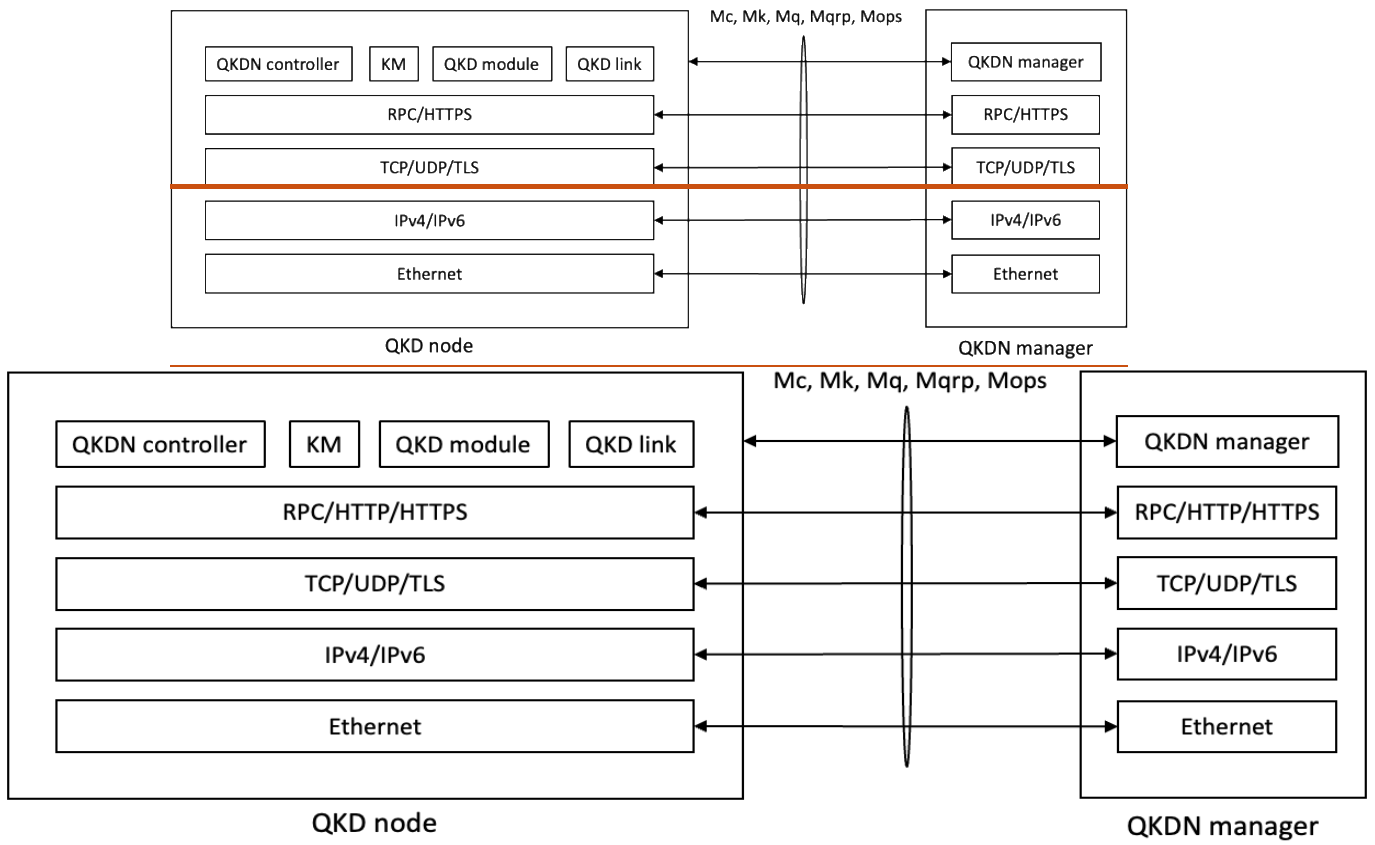 Mc, Mk, Mq, Mqrp, Mops
QKDN controller KM QKD module QKD link QKDN manager
RPC/HTTPS RPC/HTTPS
TCP/UDP/TLS TCP/UDP/TLS
IPv4/IPv6 IPv4/IPv6
Ethernet Ethernet
QKD node QKDN manager
Mc, Mk, Mq, Mqrp, Mops
QKDN controller KM QKD module QKD link QKDN manager
RPC/HTTP/HTTPS RPC/HTTP/HTTPS
TCP/UDP/TLS TCP/UDP/TLS
IPv4/IPv6 IPv4/IPv6
Ethernet Ethernet
QKD node QKDN manager